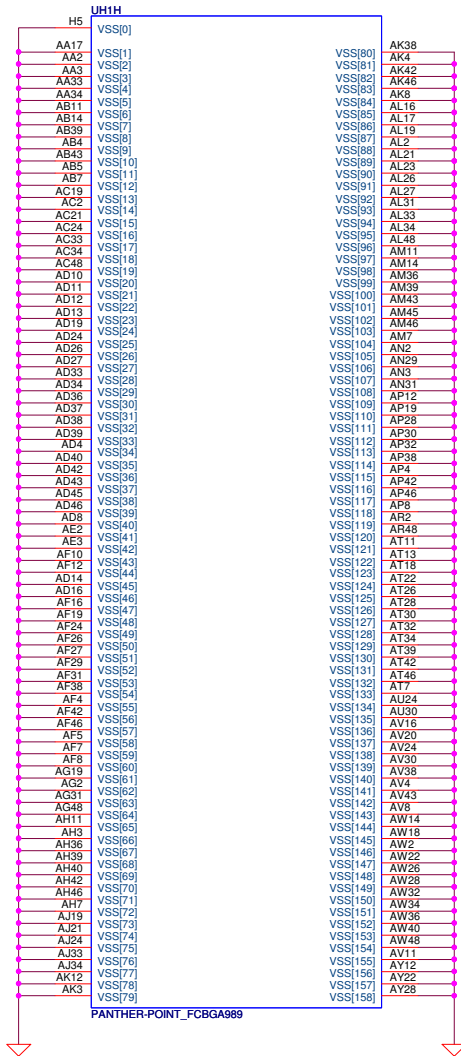 UH1H
H5 VSS[0]
AA17 VSS[1] VSS[80] AK38
AA2 VSS[2] VSS[81] AK4
AA3 VSS[3] VSS[82] AK42
AA33 VSS[4] VSS[83] AK46
AA34 VSS[5] VSS[84] AK8
AB11 VSS[6] VSS[85] AL16
AB14 VSS[7] VSS[86] AL17
AB39 VSS[8] VSS[87] AL19
AB4 VSS[9] VSS[88] AL2
AB43 VSS[10] VSS[89] AL21
AB5 VSS[11] VSS[90] AL23
AB7 VSS[12] VSS[91] AL26
AC19 VSS[13] VSS[92] AL27
AC2 VSS[14] VSS[93] AL31
AC21 VSS[15] VSS[94] AL33
AC24 VSS[16] VSS[95] AL34
AC33 VSS[17] VSS[96] AL48
AC34 VSS[18] VSS[97] AM11
AC48 VSS[19] VSS[98] AM14
AD10 VSS[20] VSS[99] AM36
AD11 VSS[21] VSS[100] AM39
AD12 VSS[22] VSS[101] AM43
AD13 VSS[23] VSS[102] AM45
AD19 VSS[24] VSS[103] AM46
AD24 VSS[25] VSS[104] AM7
AD26 VSS[26] VSS[105] AN2
AD27 VSS[27] VSS[106] AN29
AD33 VSS[28] VSS[107] AN3
AD34 VSS[29] VSS[108] AN31
AD36 VSS[30] VSS[109] AP12
AD37 VSS[31] VSS[110] AP19
AD38 VSS[32] VSS[111] AP28
AD39 VSS[33] VSS[112] AP30
AD4 VSS[34] VSS[113] AP32
AD40 VSS[35] VSS[114] AP38
AD42 VSS[36] VSS[115] AP4
AD43 VSS[37] VSS[116] AP42
AD45 VSS[38] VSS[117] AP46
AD46 VSS[39] VSS[118] AP8
AD8 VSS[40] VSS[119] AR2
AE2 VSS[41] VSS[120] AR48
AE3 VSS[42] VSS[121] AT11
AF10 VSS[43] VSS[122] AT13
AF12 VSS[44] VSS[123] AT18
AD14 VSS[45] VSS[124] AT22
AD16 VSS[46] VSS[125] AT26
AF16 VSS[47] VSS[126] AT28
AF19 VSS[48] VSS[127] AT30
AF24 VSS[49] VSS[128] AT32
AF26 VSS[50] VSS[129] AT34
AF27 VSS[51] VSS[130] AT39
AF29 VSS[52] VSS[131] AT42
AF31 VSS[53] VSS[132] AT46
AF38 VSS[54] VSS[133] AT7
AF4 VSS[55] VSS[134] AU24
AF42 VSS[56] VSS[135] AU30
AF46 VSS[57] VSS[136] AV16
AF5 VSS[58] VSS[137] AV20
AF7 VSS[59] VSS[138] AV24
AF8 VSS[60] VSS[139] AV30
AG19 VSS[61] VSS[140] AV38
AG2 VSS[62] VSS[141] AV4
AG31 VSS[63] VSS[142] AV43
AG48 VSS[64] VSS[143] AV8
AH11 VSS[65] VSS[144] AW14
AH3 VSS[66] VSS[145] AW18
AH36 VSS[67] VSS[146] AW2
AH39 VSS[68] VSS[147] AW22
AH40 VSS[69] VSS[148] AW26
AH42 VSS[70] VSS[149] AW28
AH46 VSS[71] VSS[150] AW32
AH7 VSS[72] VSS[151] AW34
AJ19 VSS[73] VSS[152] AW36
AJ21 VSS[74] VSS[153] AW40
AJ24 VSS[75] VSS[154] AW48
AJ33 VSS[76] VSS[155] AV11
AJ34 VSS[77] VSS[156] AY12
AK12 VSS[78] VSS[157] AY22
AK3 VSS[79] VSS[158] AY28
PANTHER-POINT_FCBGA989